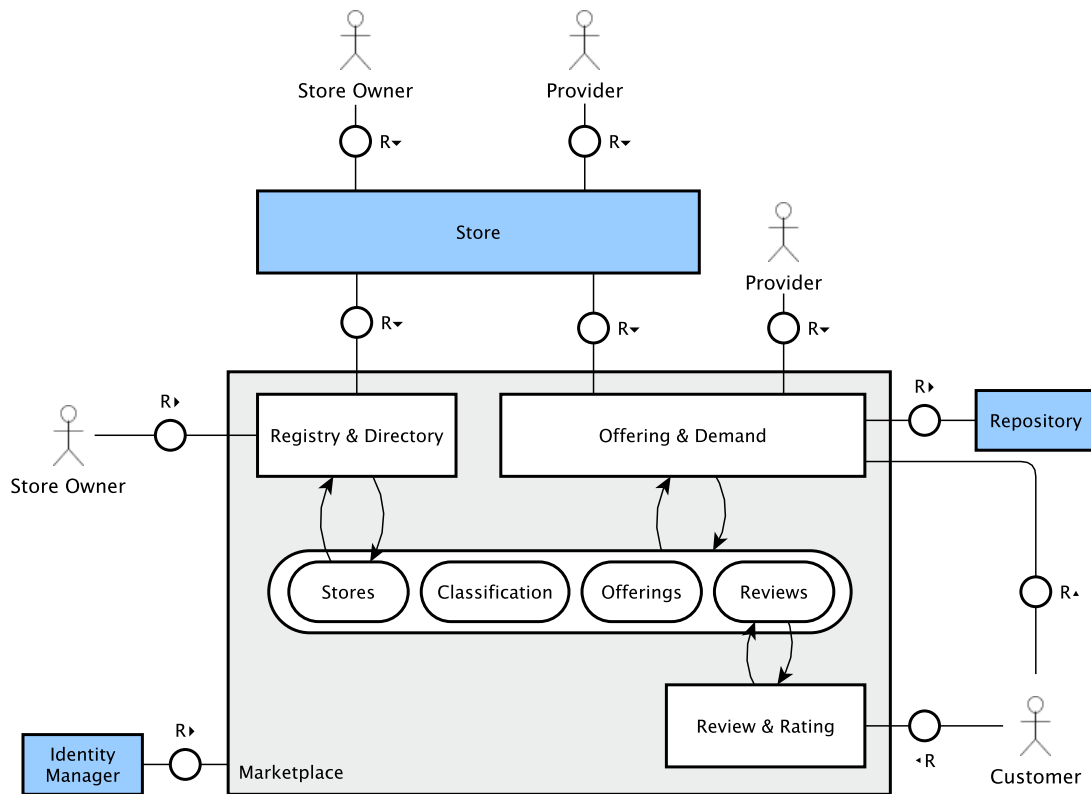 Store Owner
Provider
R▾
R▾
Store
Provider
R▾
R▾
R▾
R▸
R▸
Registry & Directory
Offering & Demand
Repository
Store Owner
Stores
Classification
Offerings
Reviews
R▴
Review & Rating
R▸
Identity
Manager
Marketplace
◂R
Customer